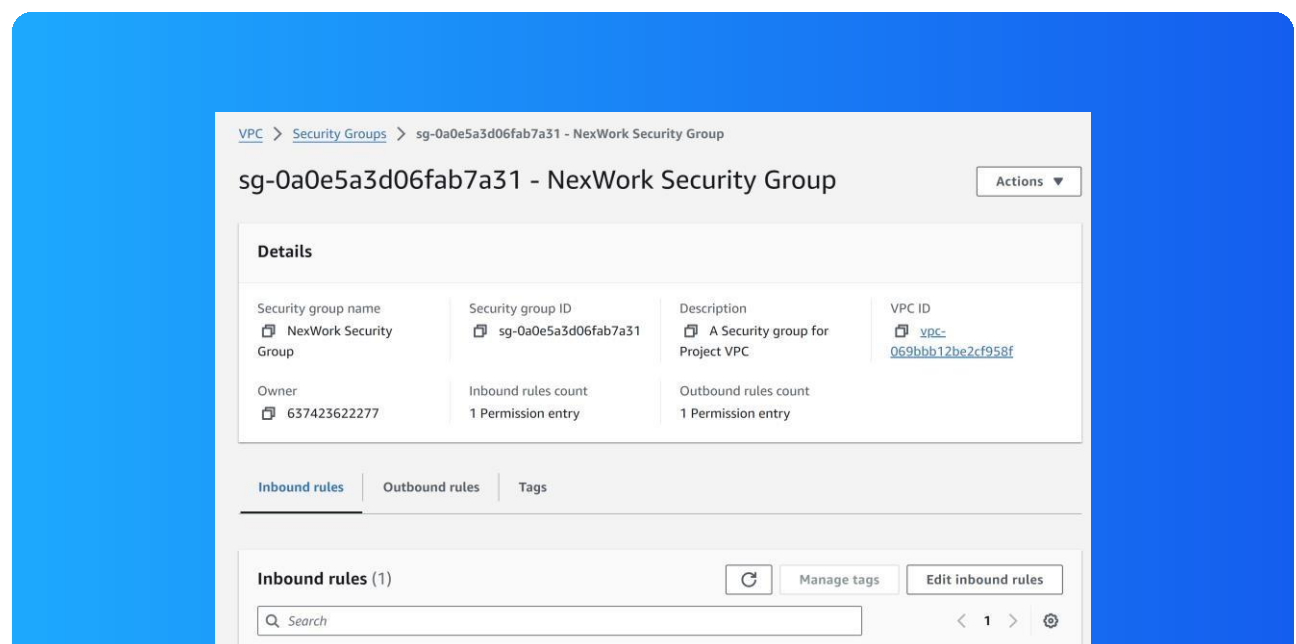 VPC > Security Groups > sg-0a0e5a3d06fab7a31 - NexWork Security Group
sg-0a0e5a3d06fab7a31 - NexWork Security Group
Actions
Details
Security group name
NexWork Security
Group
Security group ID
sg-0a0e5a3d06fab7a31
Description
A Security group for
Project VPC
VPC ID
vpc-
069bbb12be2cf958f
Owner
637423622277
Inbound rules count
1 Permission entry
Outbound rules count
1 Permission entry
Inbound rules
Outbound rules
Tags
Inbound rules (1)
Manage tags
Edit inbound rules
Search
1